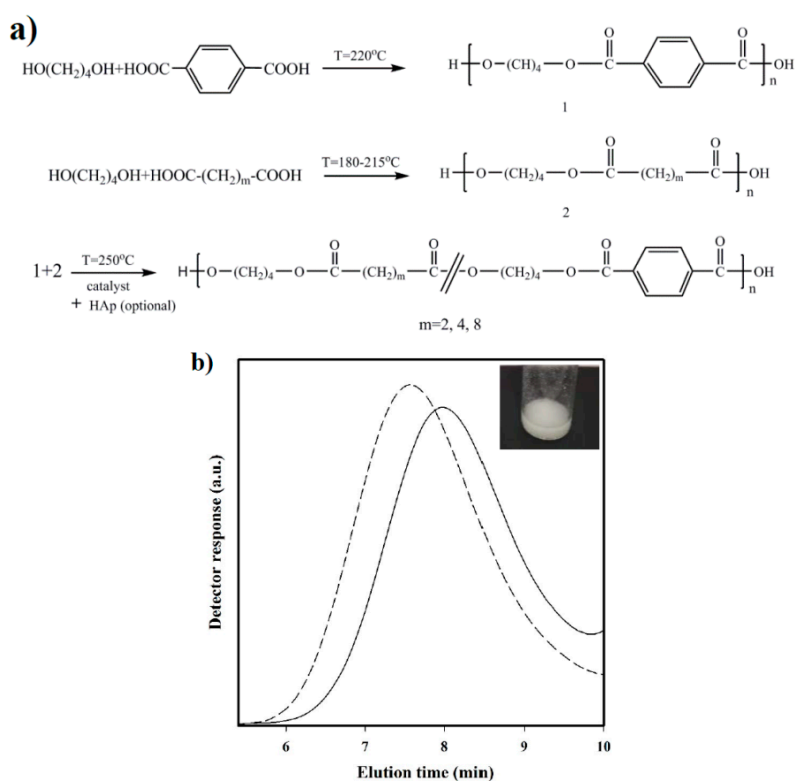 a)
HO(CH2)4OH+HOOC COOH T=220°C H O (CH)4 O C O C O OH n
1
HO(CH2)4OH+HOOC-(CH2)m-COOH T=180-215°C H O (CH2)4 O C O (CH2)m C O OH n
2
1+2 T=250°C catalyst + HAp (optional) H O (CH2)4 O C O (CH2)m C O O (CH2)4 O C O C O OH n
m=2, 4, 8
b)
Detector response (a.u.)
6 7 8 9 10
Elution time (min)